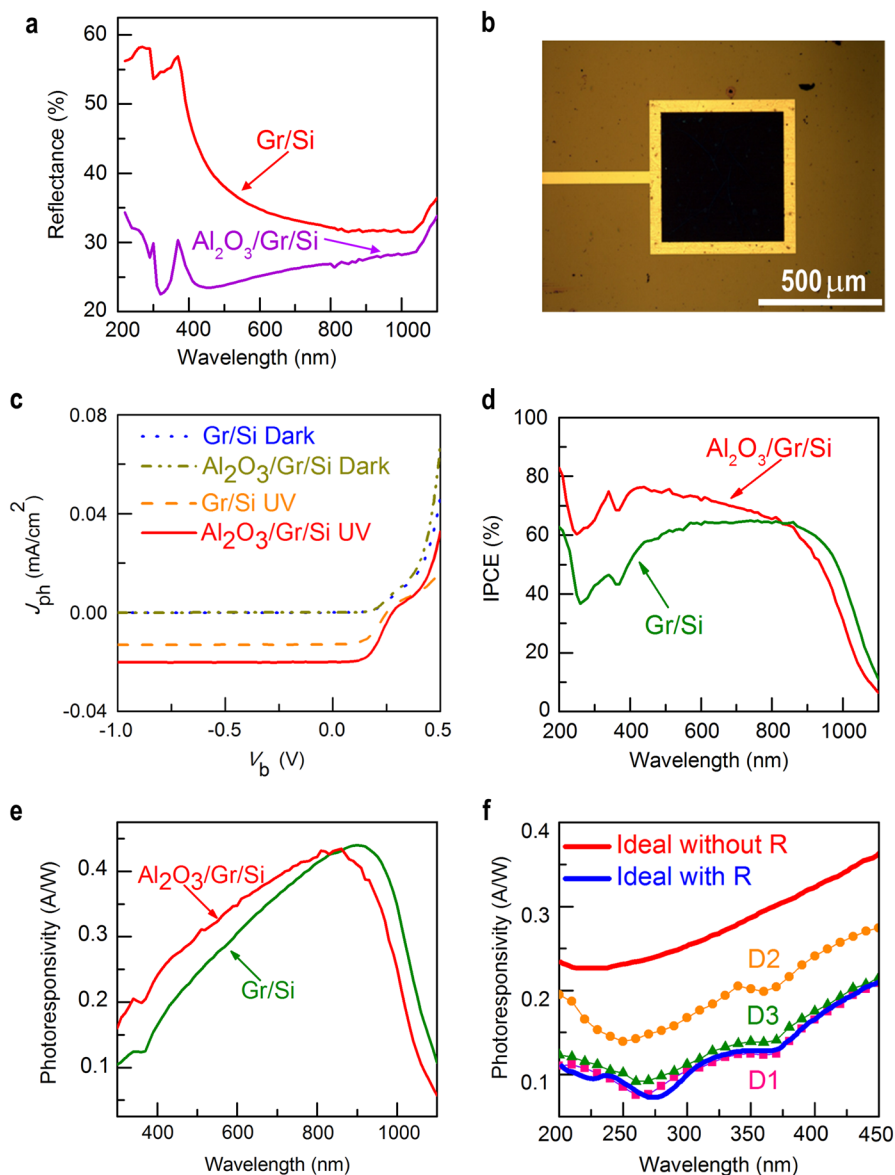 a
60
50
40
30
20
Reflectance (%)
Gr/Si
Al2O3/Gr/Si
200 400 600 800 1000
Wavelength (nm)
b
500 μm
c
0.08
0.04
0.00
-0.04
Jph (mA/cm2)
Gr/Si Dark
Al2O3/Gr/Si Dark
Gr/Si UV
Al2O3/Gr/Si UV
-1.0 -0.5 0.0 0.5
Vb (V)
d
100
80
60
40
20
0
IPCE (%)
Al2O3/Gr/Si
Gr/Si
200 400 600 800 1000
Wavelength (nm)
e
0.4
0.3
0.2
0.1
Photoresponsivity (A/W)
Al2O3/Gr/Si
Gr/Si
400 600 800 1000
Wavelength (nm)
f
0.4
0.3
0.2
0.1
Photoresponsivity (A/W)
Ideal without R
Ideal with R
D2
D3
D1
200 250 300 350 400 450
Wavelength (nm)